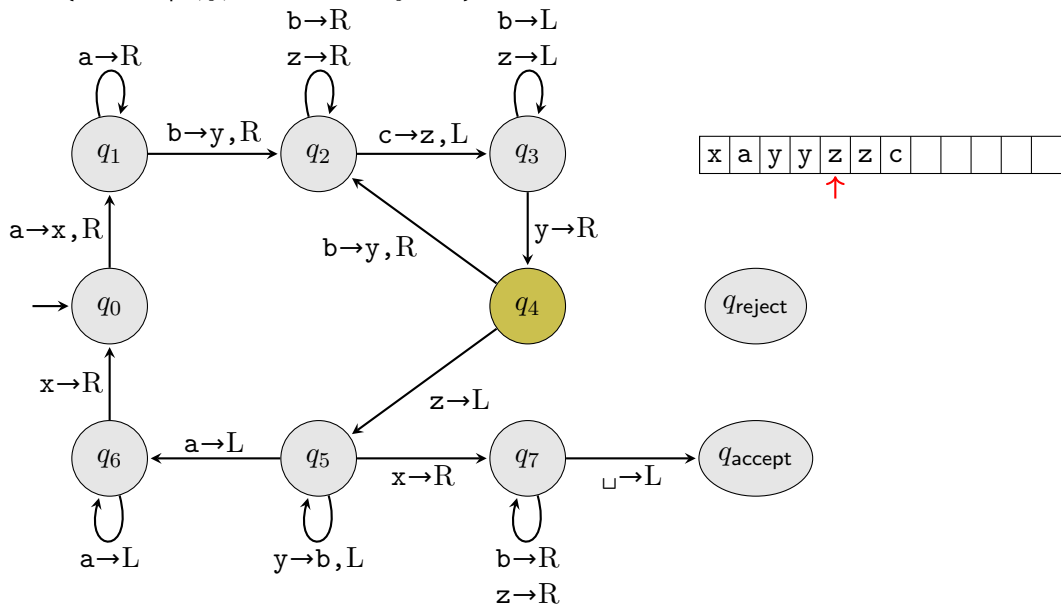 b→R
b→L
a→R
z→R
z→L
q1
b→y,R
q2
c→z,L
q3
x a y y z z c
↑
a→x,R
b→y,R
y→R
q0
q4
qreject
x→R
z→L
q6
a→L
q5
x→R
q7
␣→L
qaccept
a→L
y→b,L
b→R
z→R